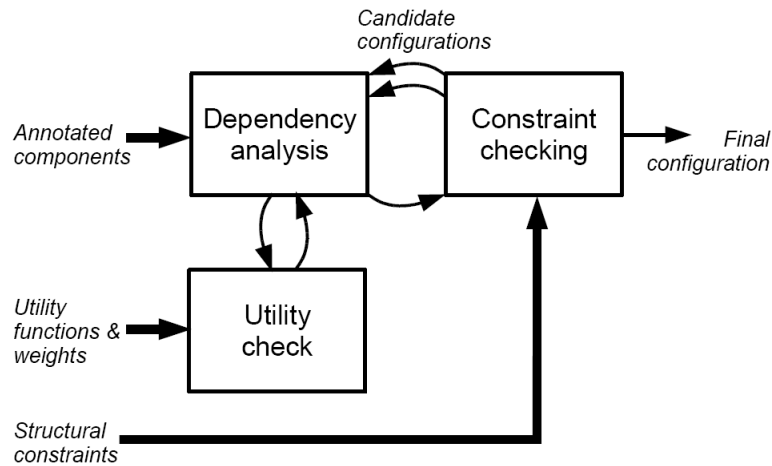 Candidate
configurations
Annotated
components
Dependency
analysis
Constraint
checking
Final
configuration
Utility
functions &
weights
Utility
check
Structural
constraints